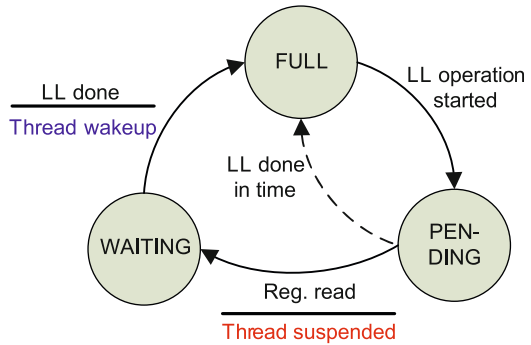 FULL
LL operation
started
LL done
Thread wakeup
LL done
in time
WAITING
PEN-
DING
Reg. read
Thread suspended